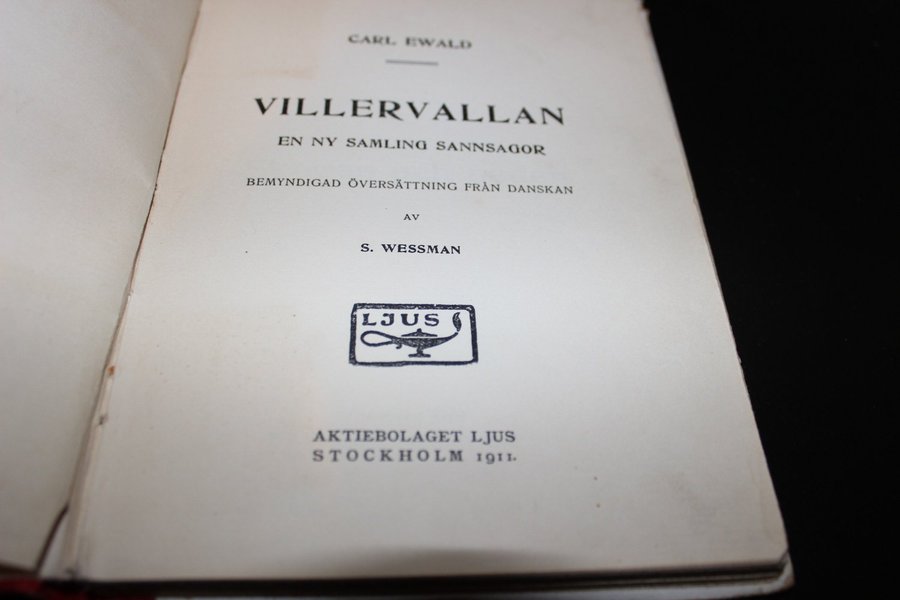 CARL EWALD
VILLERVALLAN
EN NY SAMLING SANNSAGOR
BEMYNDIGAD ÖVERSÄTTNING FRÅN DANSKAN
AV
S. WESSMAN
LJUS
AKTIEBOLAGET LJUS
STOCKHOLM 1911.